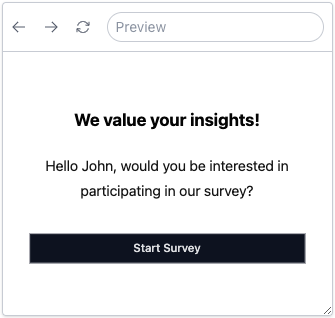 Preview
We value your insights!
Hello John, would you be interested in
participating in our survey?
Start Survey